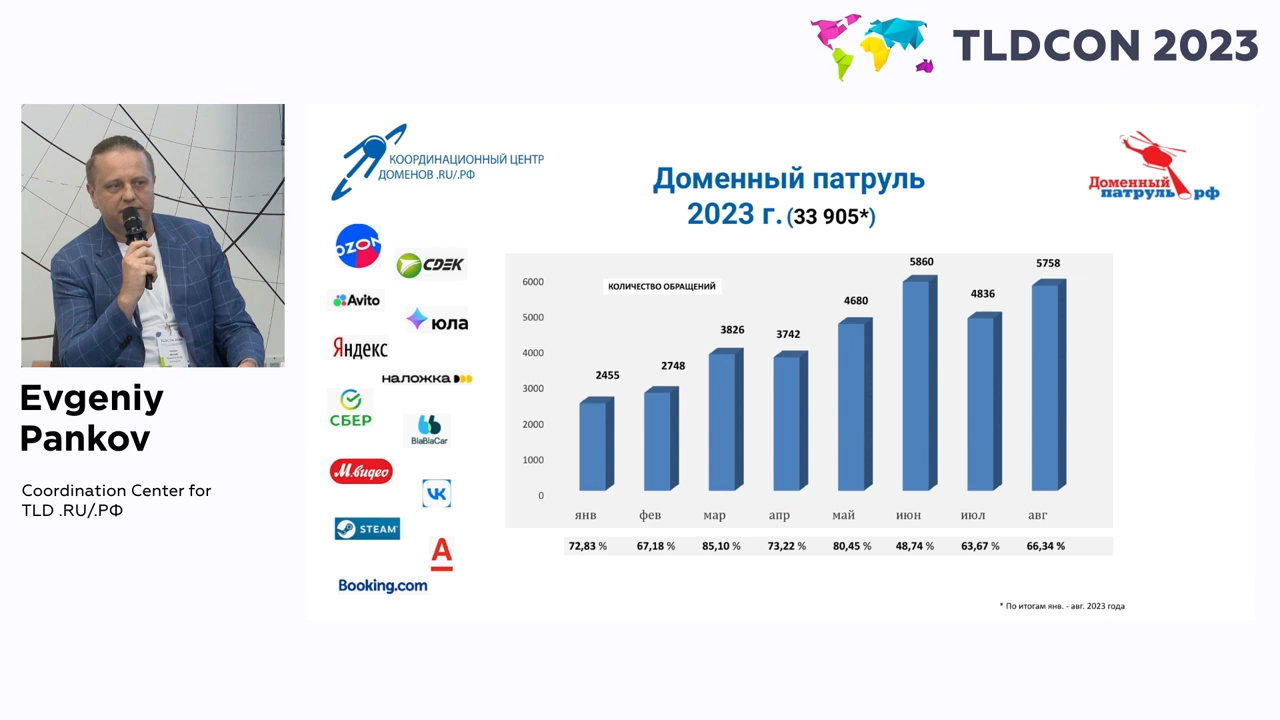 TLDCON 2023
Evgeniy
Pankov
Coordination Center for
TLD .RU/.РФ
КООРДИНАЦИОННЫЙ ЦЕНТР
ДОМЕНОВ .RU/.РФ
Доменный патруль
2023 г. (33 905*)
Доменный
патруль.рф
OZON
CDEK
Avito
юла
Яндекс
наложка
СБЕР
BlaBlaCar
М.видео
VK
STEAM
А
Booking.com
КОЛИЧЕСТВО ОБРАЩЕНИЙ
6000
5000
4000
3000
2000
1000
0
2455
2748
3826
3742
4680
5860
4836
5758
янв фев мар апр май июн июл авг
72,83 % 67,18 % 85,10 % 73,22 % 80,45 % 48,74 % 63,67 % 66,34 %
* По итогам янв. - авг. 2023 года